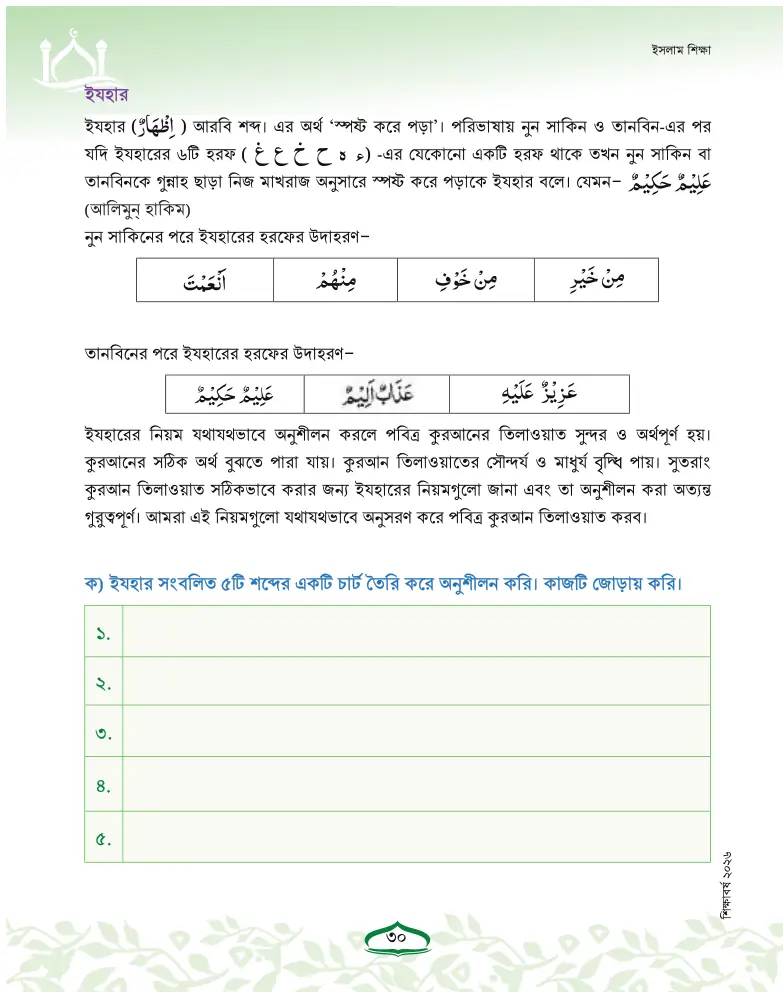 ইসলাম শিক্ষা
ইযহার
ইযহার (اِظْهَارٌ) আরবি শব্দ। এর অর্থ ‘স্পষ্ট করে পড়া’। পরিভাষায় নুন সাকিন ও তানবিন-এর পর
যদি ইযহারের ৬টি হরফ ( ء ه ح خ ع غ) -এর যেকোনো একটি হরফ থাকে তখন নুন সাকিন বা
তানবিনকে গুন্নাহ ছাড়া নিজ মাখরাজ অনুসারে স্পষ্ট করে পড়াকে ইযহার বলে। যেমন– عَلِيْمٌ حَكِيْمٌ
(আলিমুন্ হাকিম)
নুন সাকিনের পরে ইযহারের হরফের উদাহরণ–
اَنْعَمْتَ مِنْهُمْ مِنْ خَوْفٍ مِنْ خَيْرٍ
তানবিনের পরে ইযহারের হরফের উদাহরণ–
عَلِيْمٌ حَكِيْمٌ عَذَابٌ اَلِيْمٌ عَزِيْزٌ عَلَيْهِ
ইযহারের নিয়ম যথাযথভাবে অনুশীলন করলে পবিত্র কুরআনের তিলাওয়াত সুন্দর ও অর্থপূর্ণ হয়।
কুরআনের সঠিক অর্থ বুঝতে পারা যায়। কুরআন তিলাওয়াতের সৌন্দর্য ও মাধুর্য বৃদ্ধি পায়। সুতরাং
কুরআন তিলাওয়াত সঠিকভাবে করার জন্য ইযহারের নিয়মগুলো জানা এবং তা অনুশীলন করা অত্যন্ত
গুরুত্বপূর্ণ। আমরা এই নিয়মগুলো যথাযথভাবে অনুসরণ করে পবিত্র কুরআন তিলাওয়াত করব।
ক) ইযহার সংবলিত ৫টি শব্দের একটি চার্ট তৈরি করে অনুশীলন করি। কাজটি জোড়ায় করি।
১.
২.
৩.
৪.
৫.
শিক্ষাবর্ষ ২০২৬
৩০